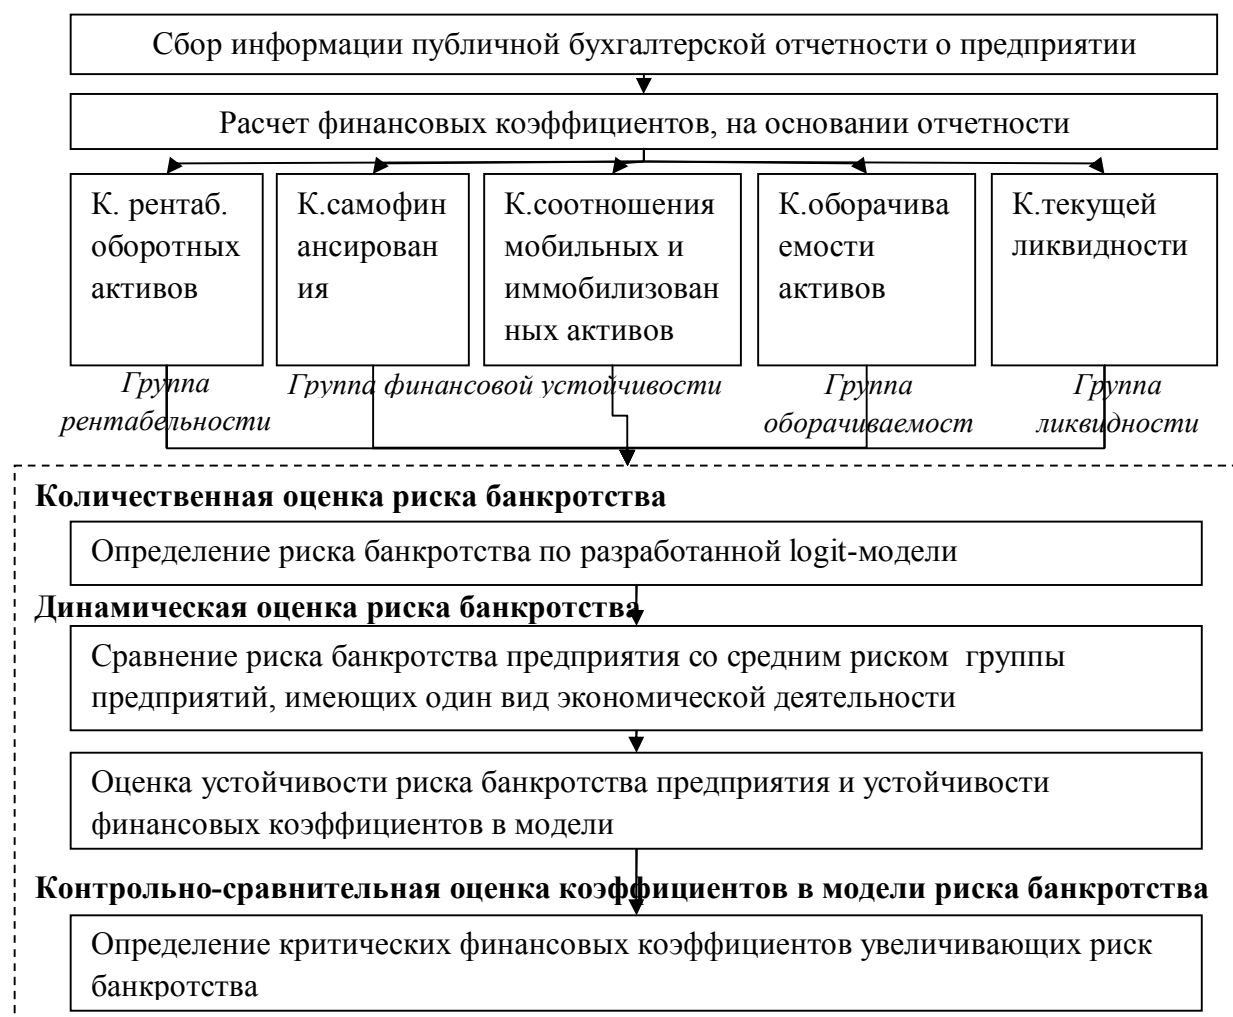 Сбор информации публичной бухгалтерской отчетности о предприятии
Расчет финансовых коэффициентов, на основании отчетности
К. рентаб.
оборотных
активов
К.самофин
ансирован
ия
К.соотношения
мобильных и
иммобилизован
ных активов
К.оборачива
емости
активов
К.текущей
ликвидности
Группа
рентабельности
Группа финансовой устойчивости
Группа
оборачиваемост
Группа
ликвидности
Количественная оценка риска банкротства
Определение риска банкротства по разработанной logit-модели
Динамическая оценка риска банкротства
Сравнение риска банкротства предприятия со средним риском группы
предприятий, имеющих один вид экономической деятельности
Оценка устойчивости риска банкротства предприятия и устойчивости
финансовых коэффициентов в модели
Контрольно-сравнительная оценка коэффициентов в модели риска банкротства
Определение критических финансовых коэффициентов увеличивающих риск
банкротства